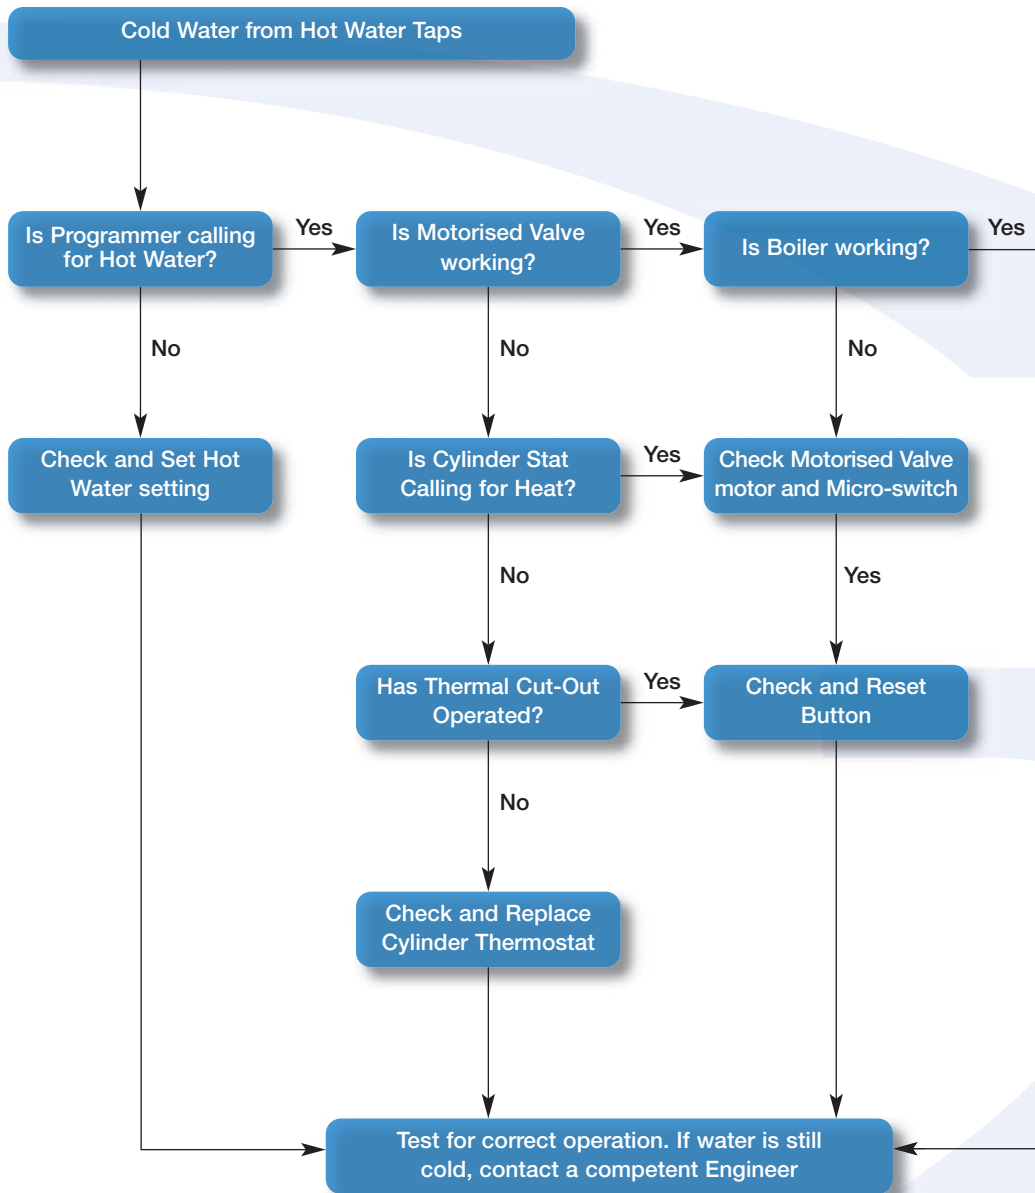 Cold Water from Hot Water Taps
Is Programmer calling
for Hot Water?
Yes
Is Motorised Valve
working?
Yes
Is Boiler working?
Yes
No
No
No
Check and Set Hot
Water setting
Is Cylinder Stat
Calling for Heat?
Yes
Check Motorised Valve
motor and Micro-switch
No
Yes
Has Thermal Cut-Out
Operated?
Yes
Check and Reset
Button
No
Check and Replace
Cylinder Thermostat
Test for correct operation. If water is still
cold, contact a competent Engineer